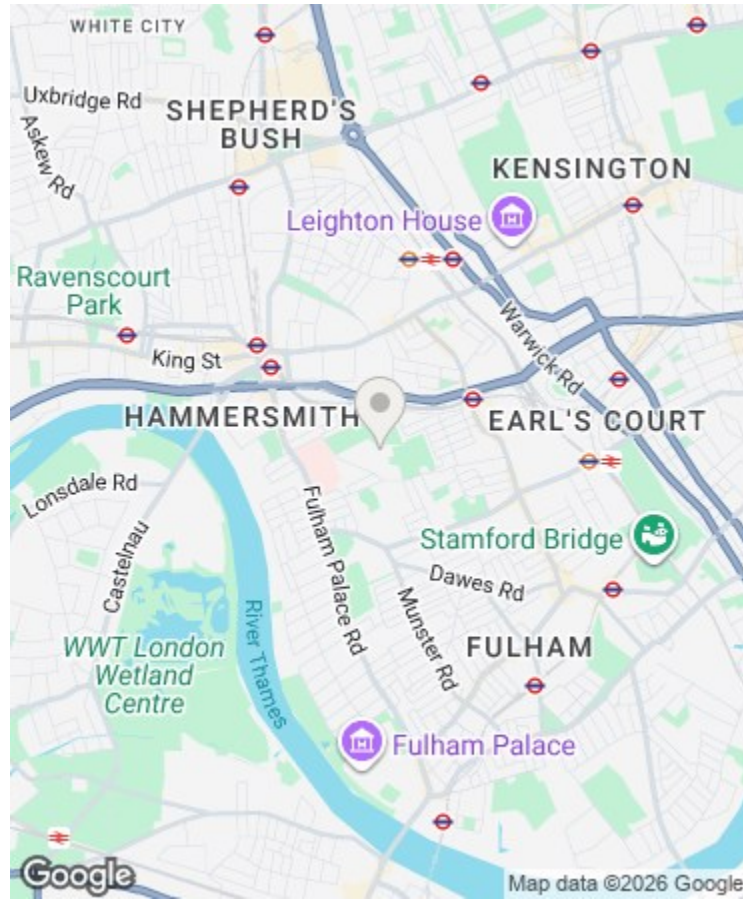 WHITE CITY
Uxbridge Rd
SHEPHERD'S
BUSH
Askew Rd
KENSINGTON
Leighton House
Ravenscourt
Park
Warwick Rd
King St
HAMMERSMITH
EARL'S COURT
Lonsdale Rd
Castelnau
Fulham Palace Rd
Stamford Bridge
Dawes Rd
Munster Rd
River Thames
WWT London
Wetland
Centre
FULHAM
Fulham Palace
Google
Map data ©2026 Google